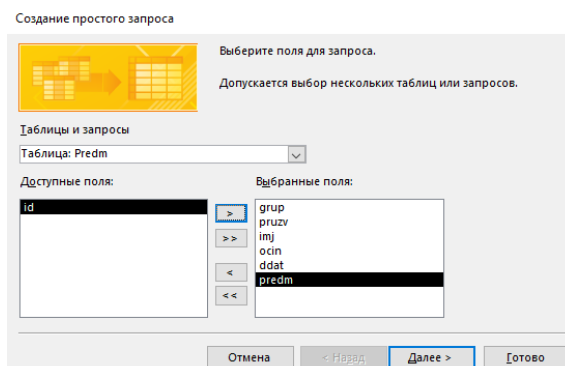 Создание простого запроса
Выберите поля для запроса.
Допускается выбор нескольких таблиц или запросов.
Таблицы и запросы
Таблица: Predm
Доступные поля:
Выбранные поля:
id
>
>>
<
<<
grup
pruzv
imj
ocin
ddat
predm
Отмена
< Назад
Далее >
Готово